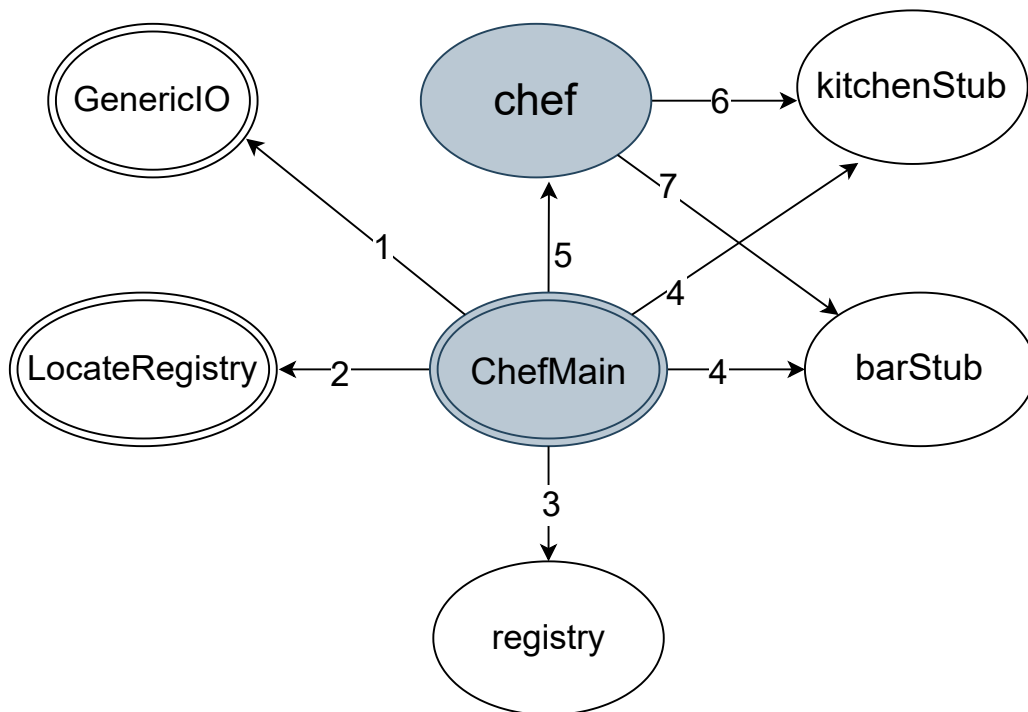 GenericIO
chef
kitchenStub
6
7
1
5
4
LocateRegistry
2
ChefMain
4
barStub
3
registry